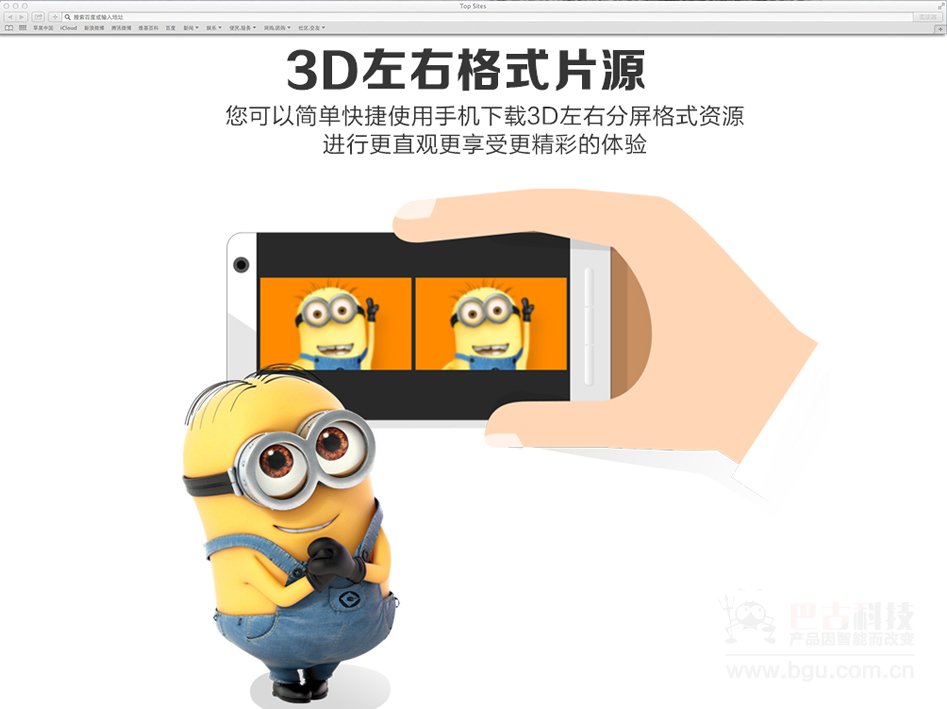 Top Sites
搜索百度或输入地址
苹果中国 iCloud 新浪微博 腾讯微博 维基百科 百度 新闻 娱乐 便民服务 网购团购 社区交友
3D左右格式片源
您可以简单快捷使用手机下载3D左右分屏格式资源
进行更直观更享受更精彩的体验
巴古科技
产品因智能而改变
www.bgu.com.cn